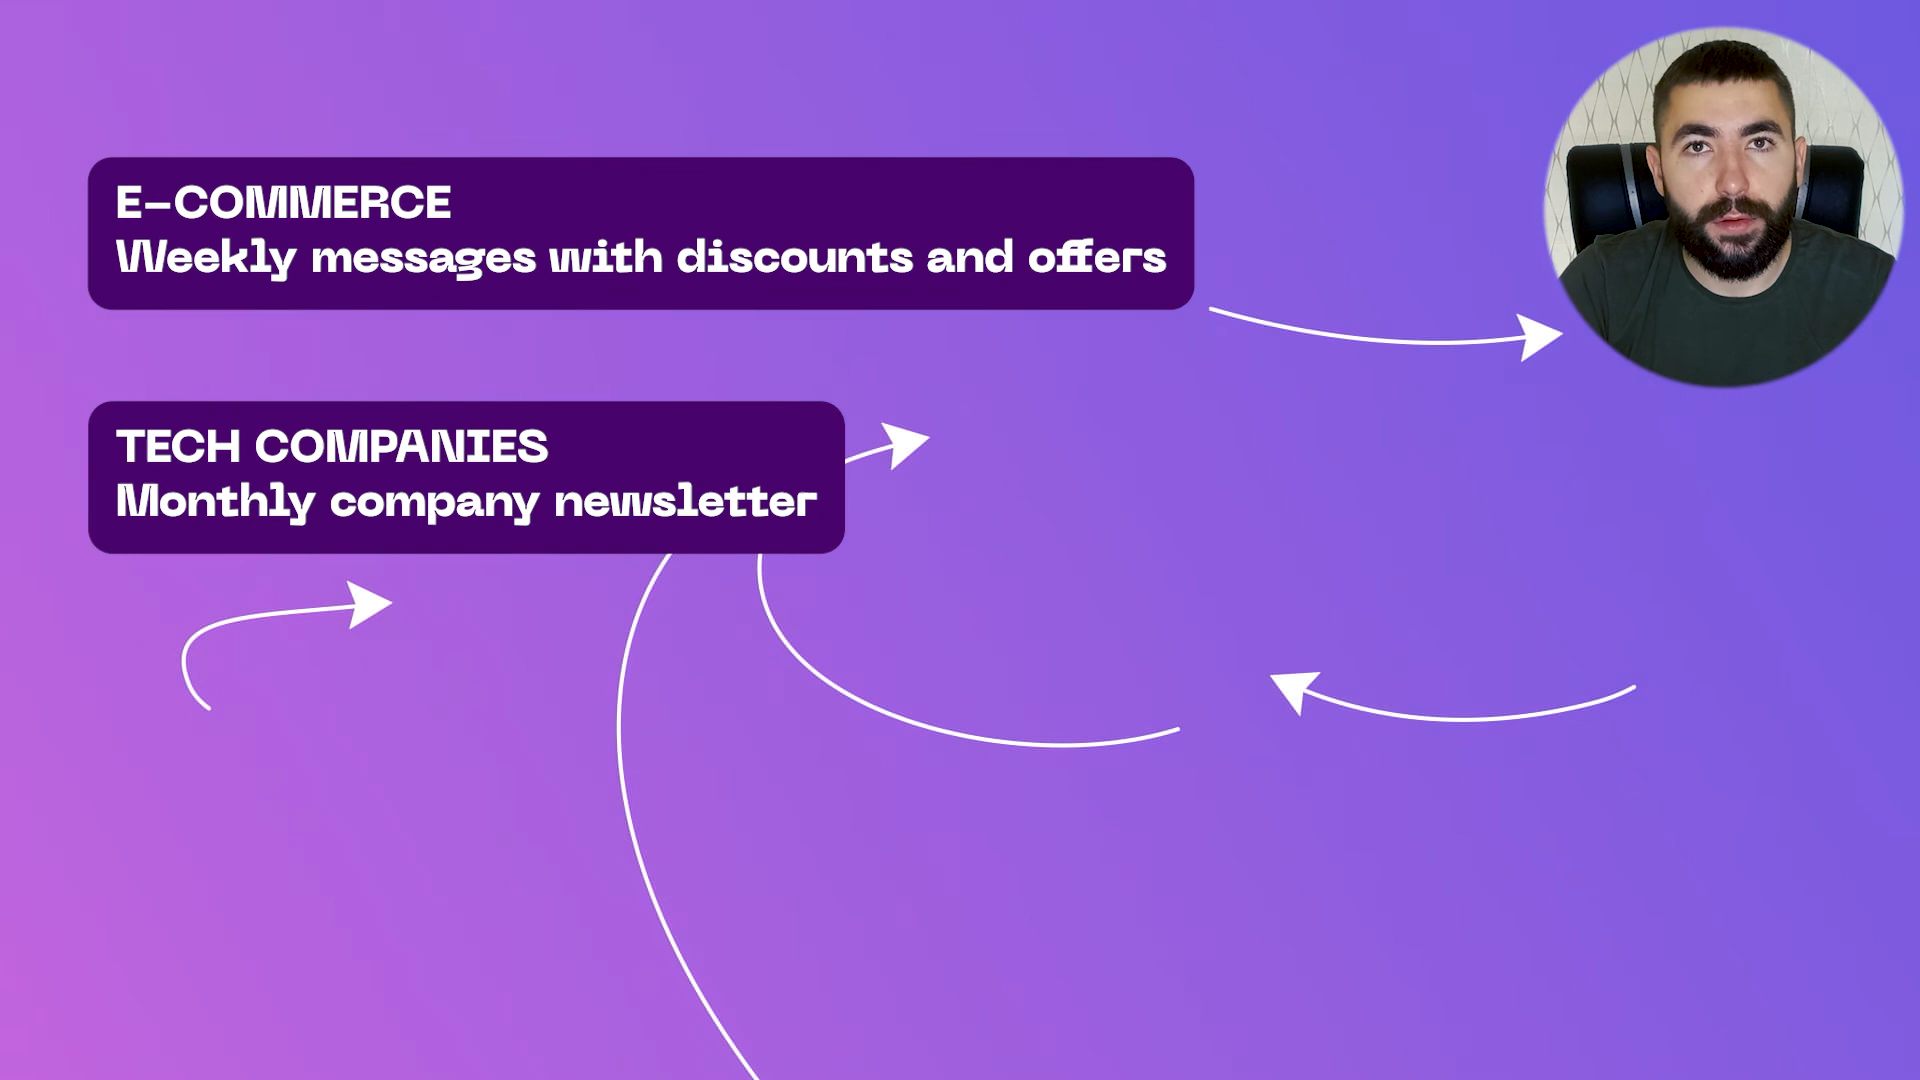 E-COMMERCE
Weekly messages with discounts and offers
TECH COMPANIES
Monthly company newsletter